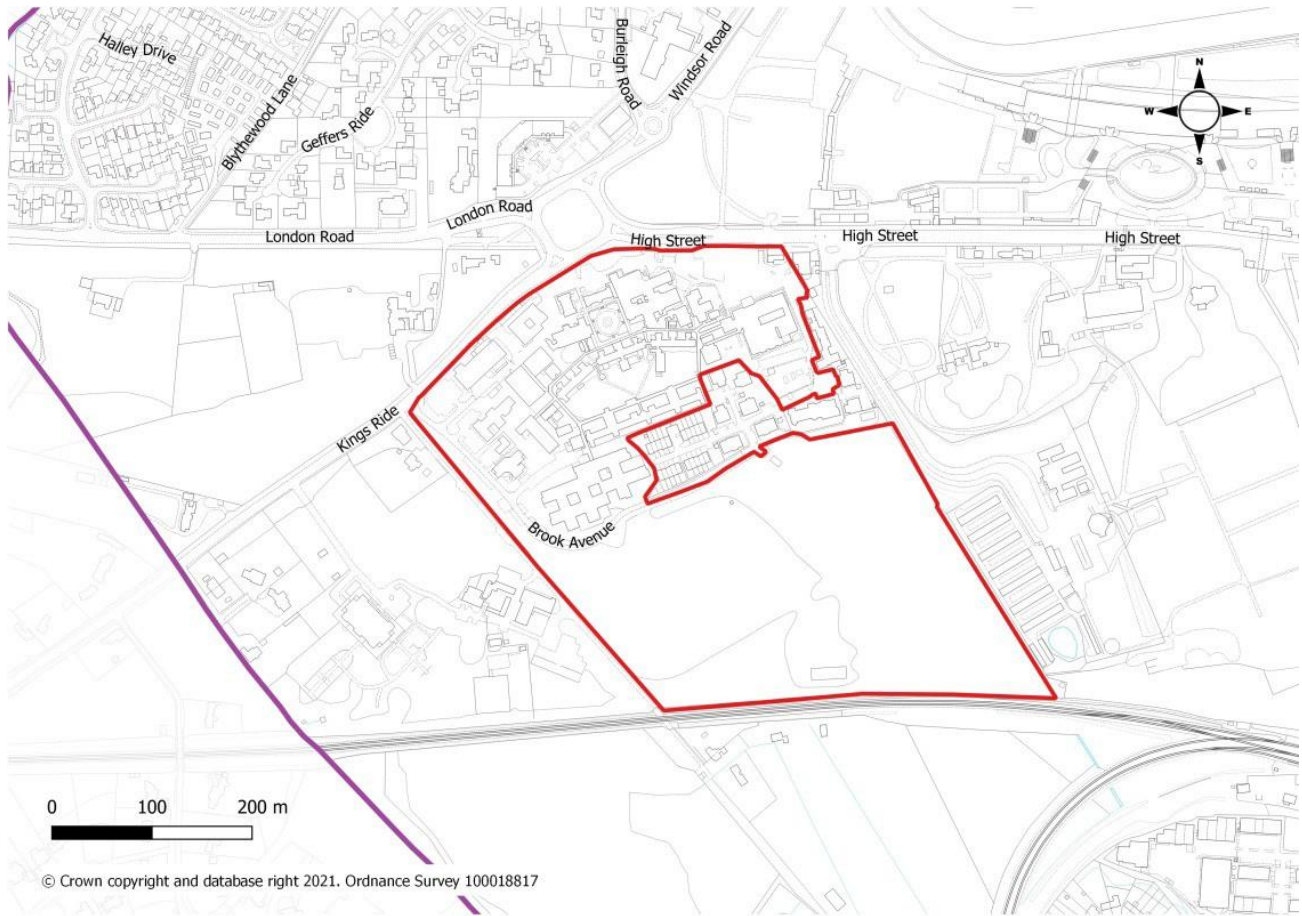 Halley Drive
Blythewood Lane
Geffers Ride
Burleigh Road
Windsor Road
N
W
E
S
London Road
London Road
High Street
High Street
High Street
Kings Ride
Brook Avenue
0 100 200 m
© Crown copyright and database right 2021. Ordnance Survey 100018817